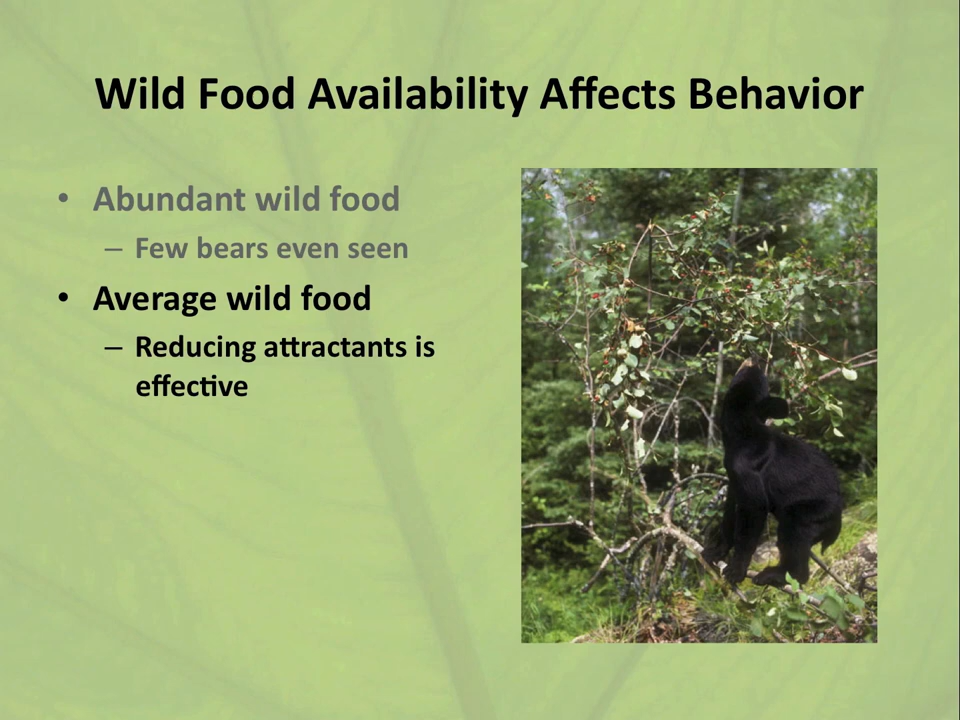 Wild Food Availability Affects Behavior
• Abundant wild food
– Few bears even seen
• Average wild food
– Reducing attractants is
effective